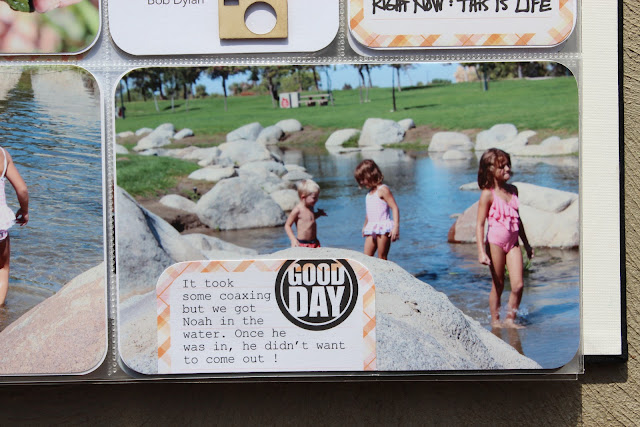 Bob Dylan
RIGHT NOW : THIS IS LIFE
GOOD
DAY
It took
some coaxing
but we got
Noah in the
water. Once he
was in, he didn't want
to come out !